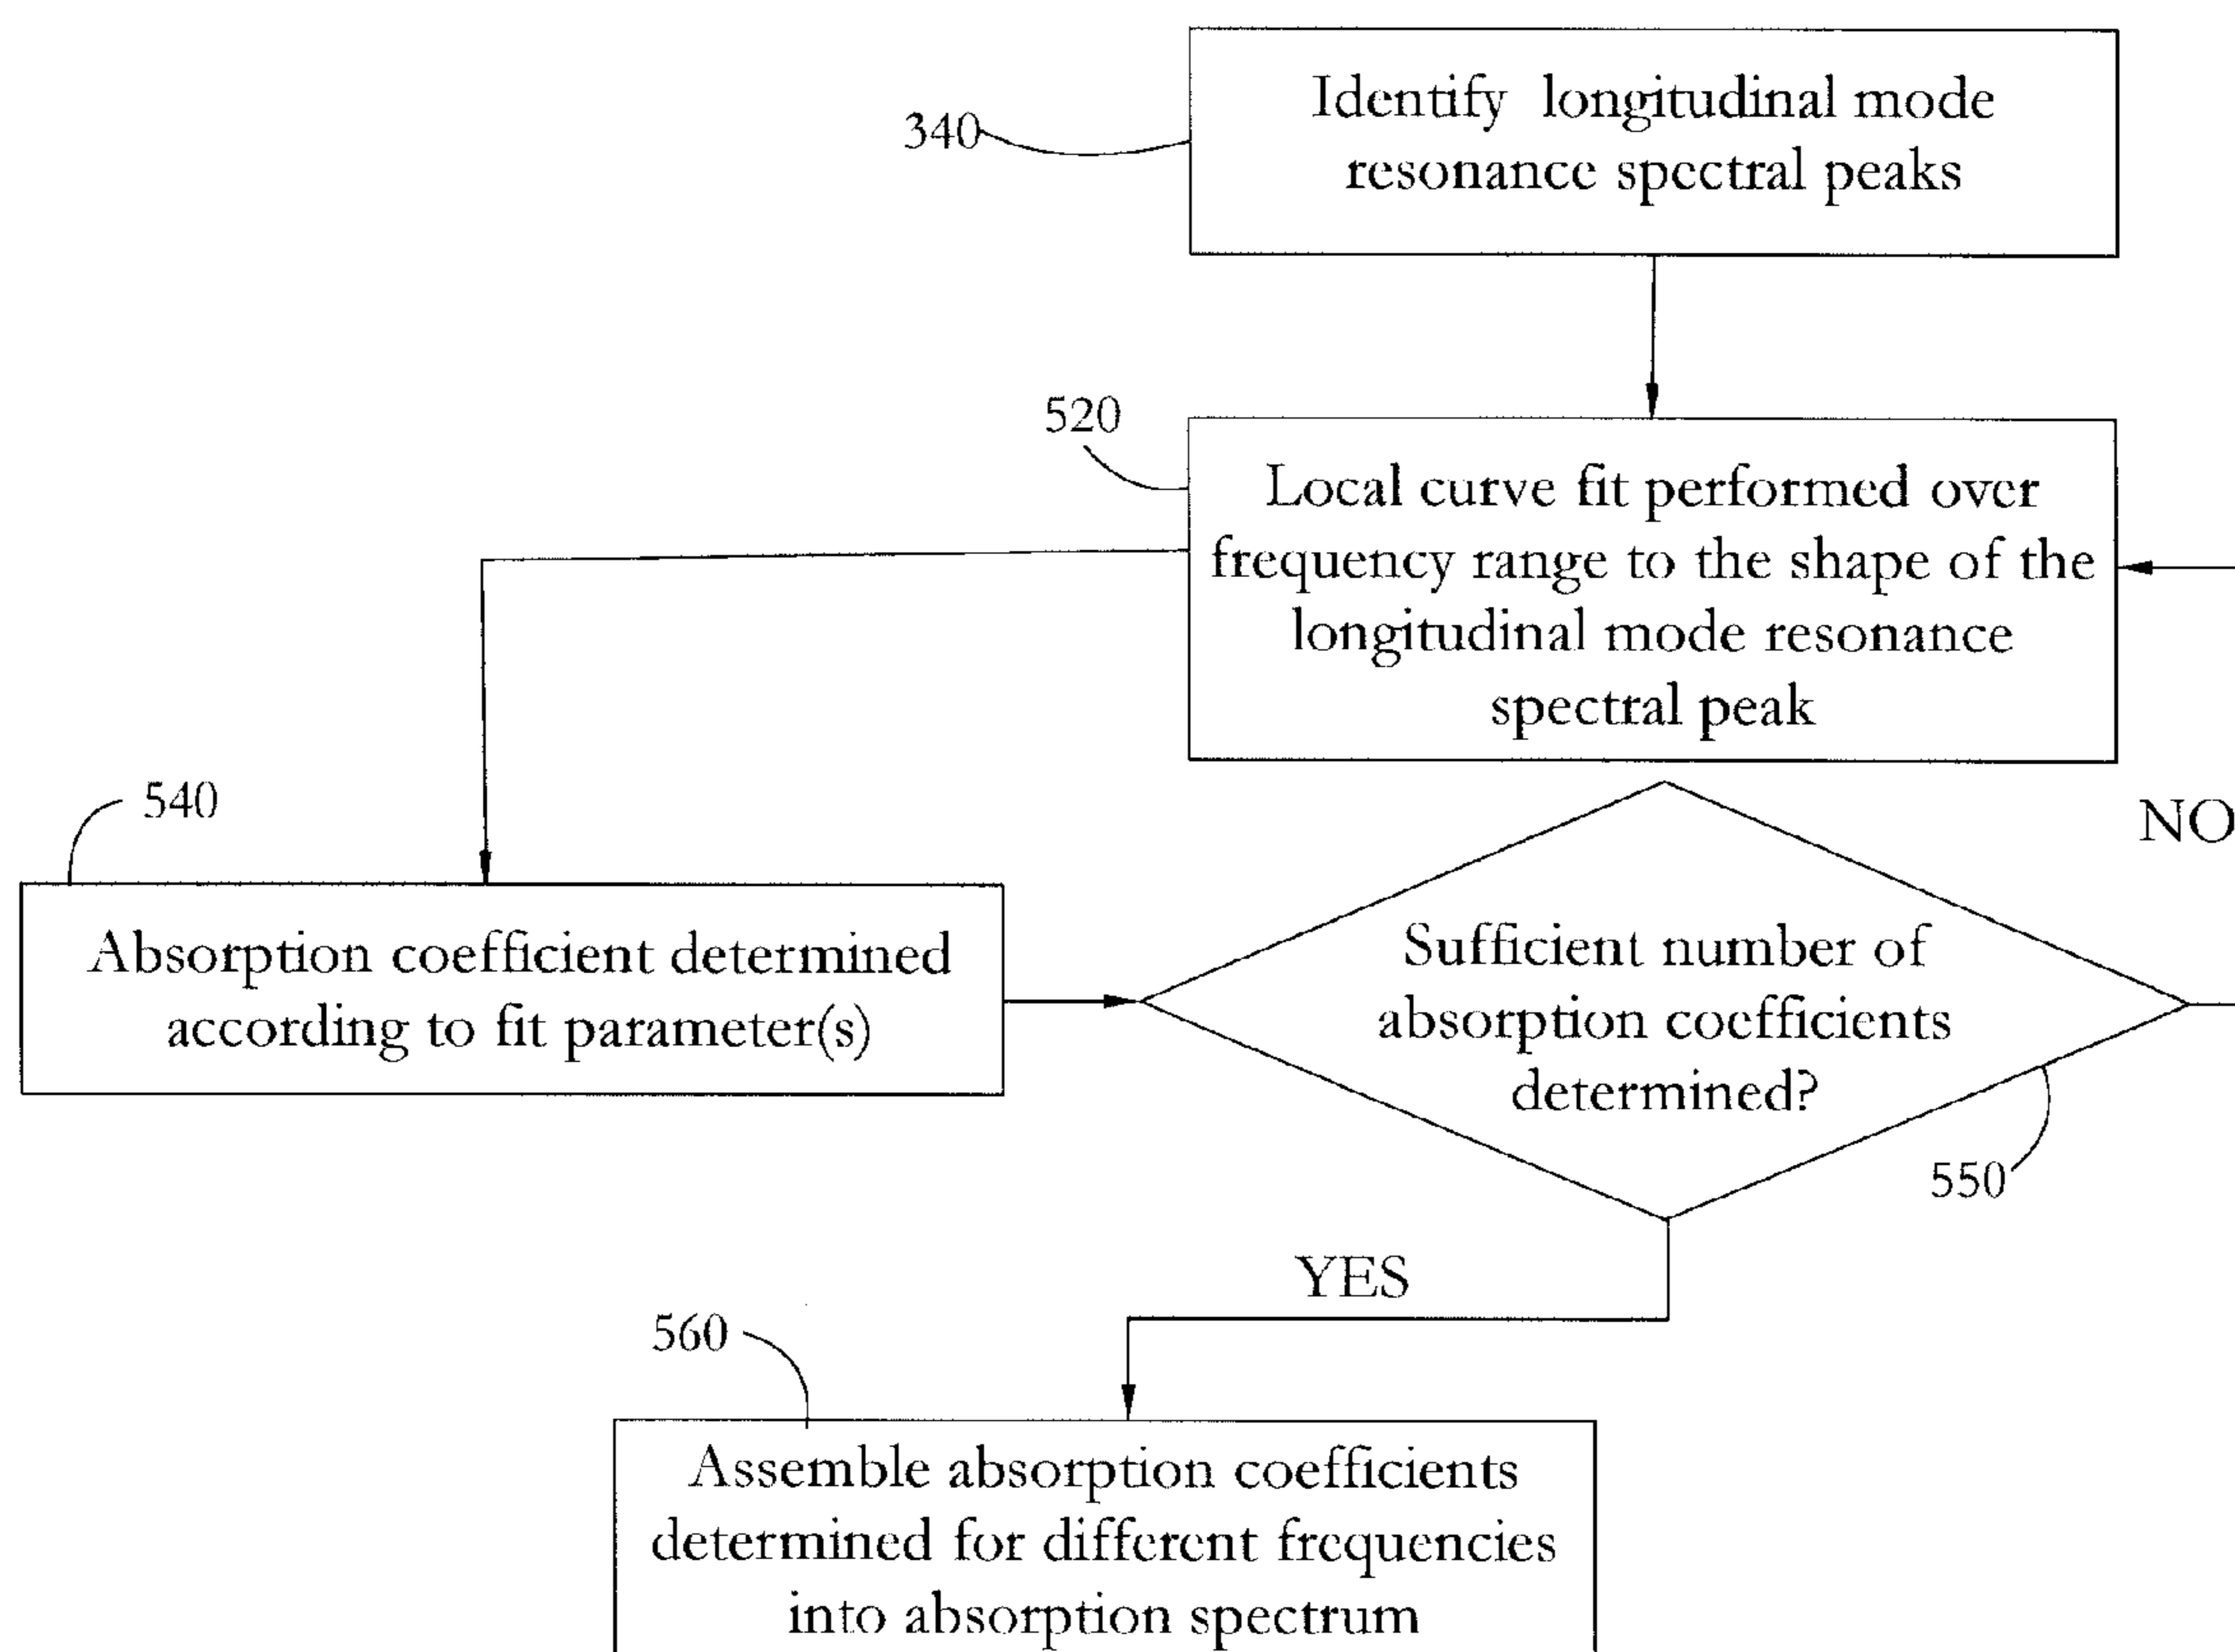 Identify longitudinal mode
resonance spectral peaks
340
520
Local curve fit performed over
frequency range to the shape of the
longitudinal mode resonance
spectral peak
540
NO
Absorption coefficient determined
according to fit parameter(s)
Sufficient number of
absorption coefficients
determined?
550
YES
560
Assemble absorption coefficients
determined for different frequencies
into absorption spectrum